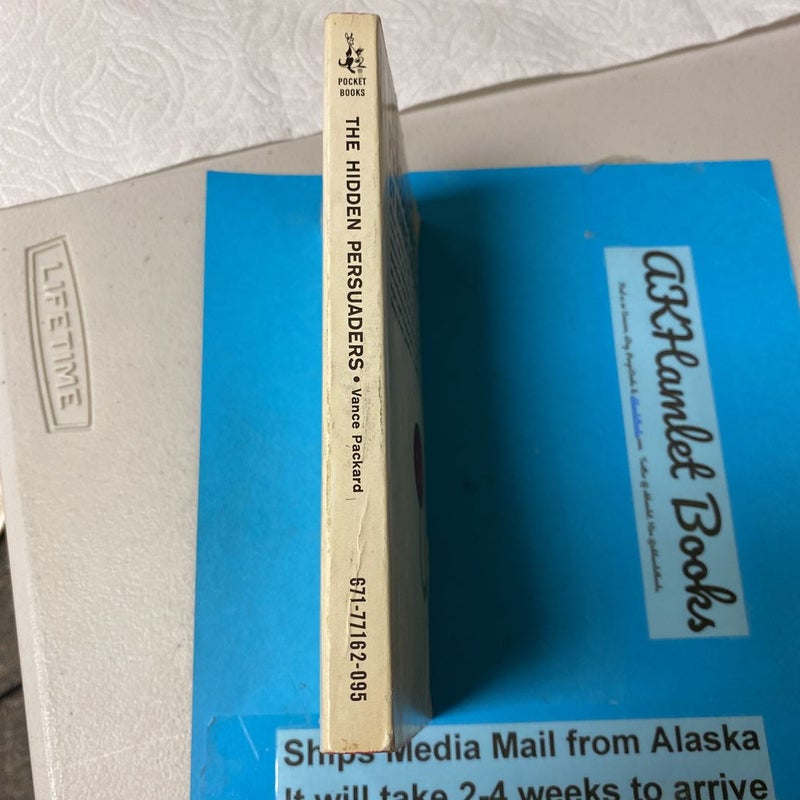 POCKET
BOOKS
THE HIDDEN PERSUADERS • Vance Packard
671-77162-095
LIFETIME
AKHamlet Books
Ships Media Mail from Alaska
It will take 2-4 weeks to arrive